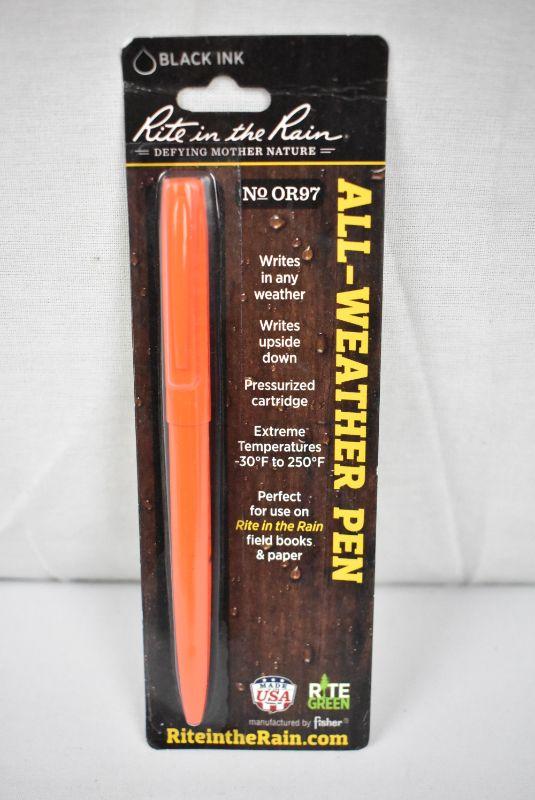 BLACK INK
Rite in the Rain®
DEFYING MOTHER NATURE
Nº OR97
ALL-WEATHER PEN
Writes
in any
weather
Writes
upside
down
Pressurized
cartridge
Extreme
Temperatures
-30°F to 250°F
Perfect
for use on
Rite in the Rain
field books
& paper
MADE
IN THE
USA
RiTE
GREEN
manufactured by fisher®
RiteintheRain.com